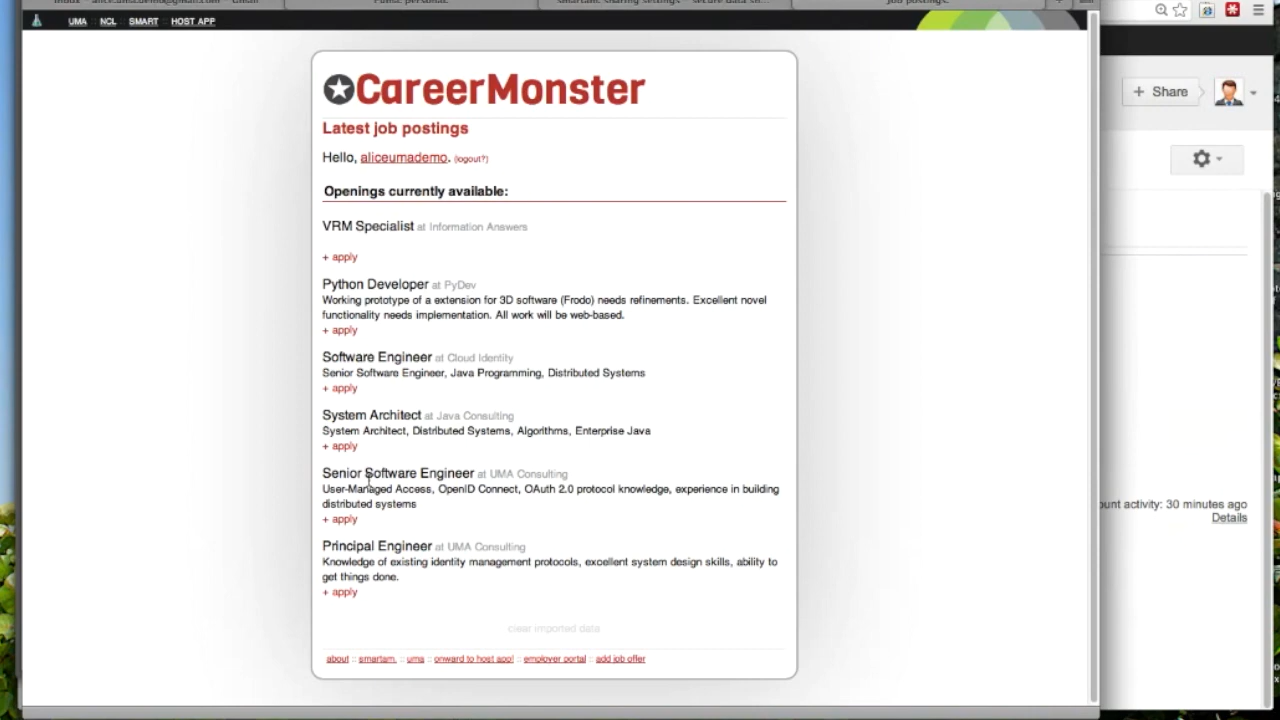 UMA :: NCL :: SMART :: HOST APP
+ Share
CareerMonster
Latest job postings
Hello, aliceumademo. (logout?)
Openings currently available:
VRM Specialist at Information Answers
+ apply
Python Developer at PyDev
Working prototype of a extension for 3D software (Frodo) needs refinements. Excellent novel
functionality needs implementation. All work will be web-based.
+ apply
Software Engineer at Cloud Identity
Senior Software Engineer, Java Programming, Distributed Systems
+ apply
System Architect at Java Consulting
System Architect, Distributed Systems, Algorithms, Enterprise Java
+ apply
Senior Software Engineer at UMA Consulting
User-Managed Access, OpenID Connect, OAuth 2.0 protocol knowledge, experience in building
distributed systems
+ apply
Principal Engineer at UMA Consulting
Knowledge of existing identity management protocols, excellent system design skills, ability to
get things done.
+ apply
clear imported data
about :: smartam. :: uma :: onward to host app! :: employer portal :: add job offer
activity: 30 minutes ago
Details